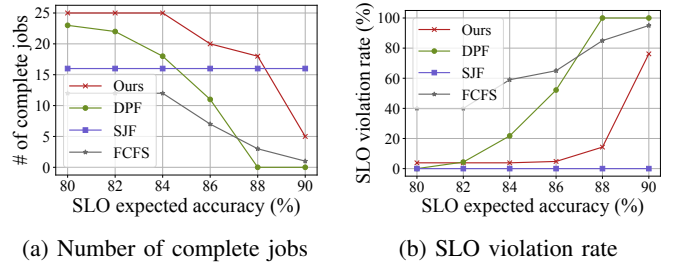 # of complete jobs
25
20
15
10
5
0
Ours
DPF
SJF
FCFS
80 82 84 86 88 90
SLO expected accuracy (%)
(a) Number of complete jobs
SLO violation rate (%)
100
80
60
40
20
0
Ours
DPF
SJF
FCFS
80 82 84 86 88 90
SLO expected accuracy (%)
(b) SLO violation rate